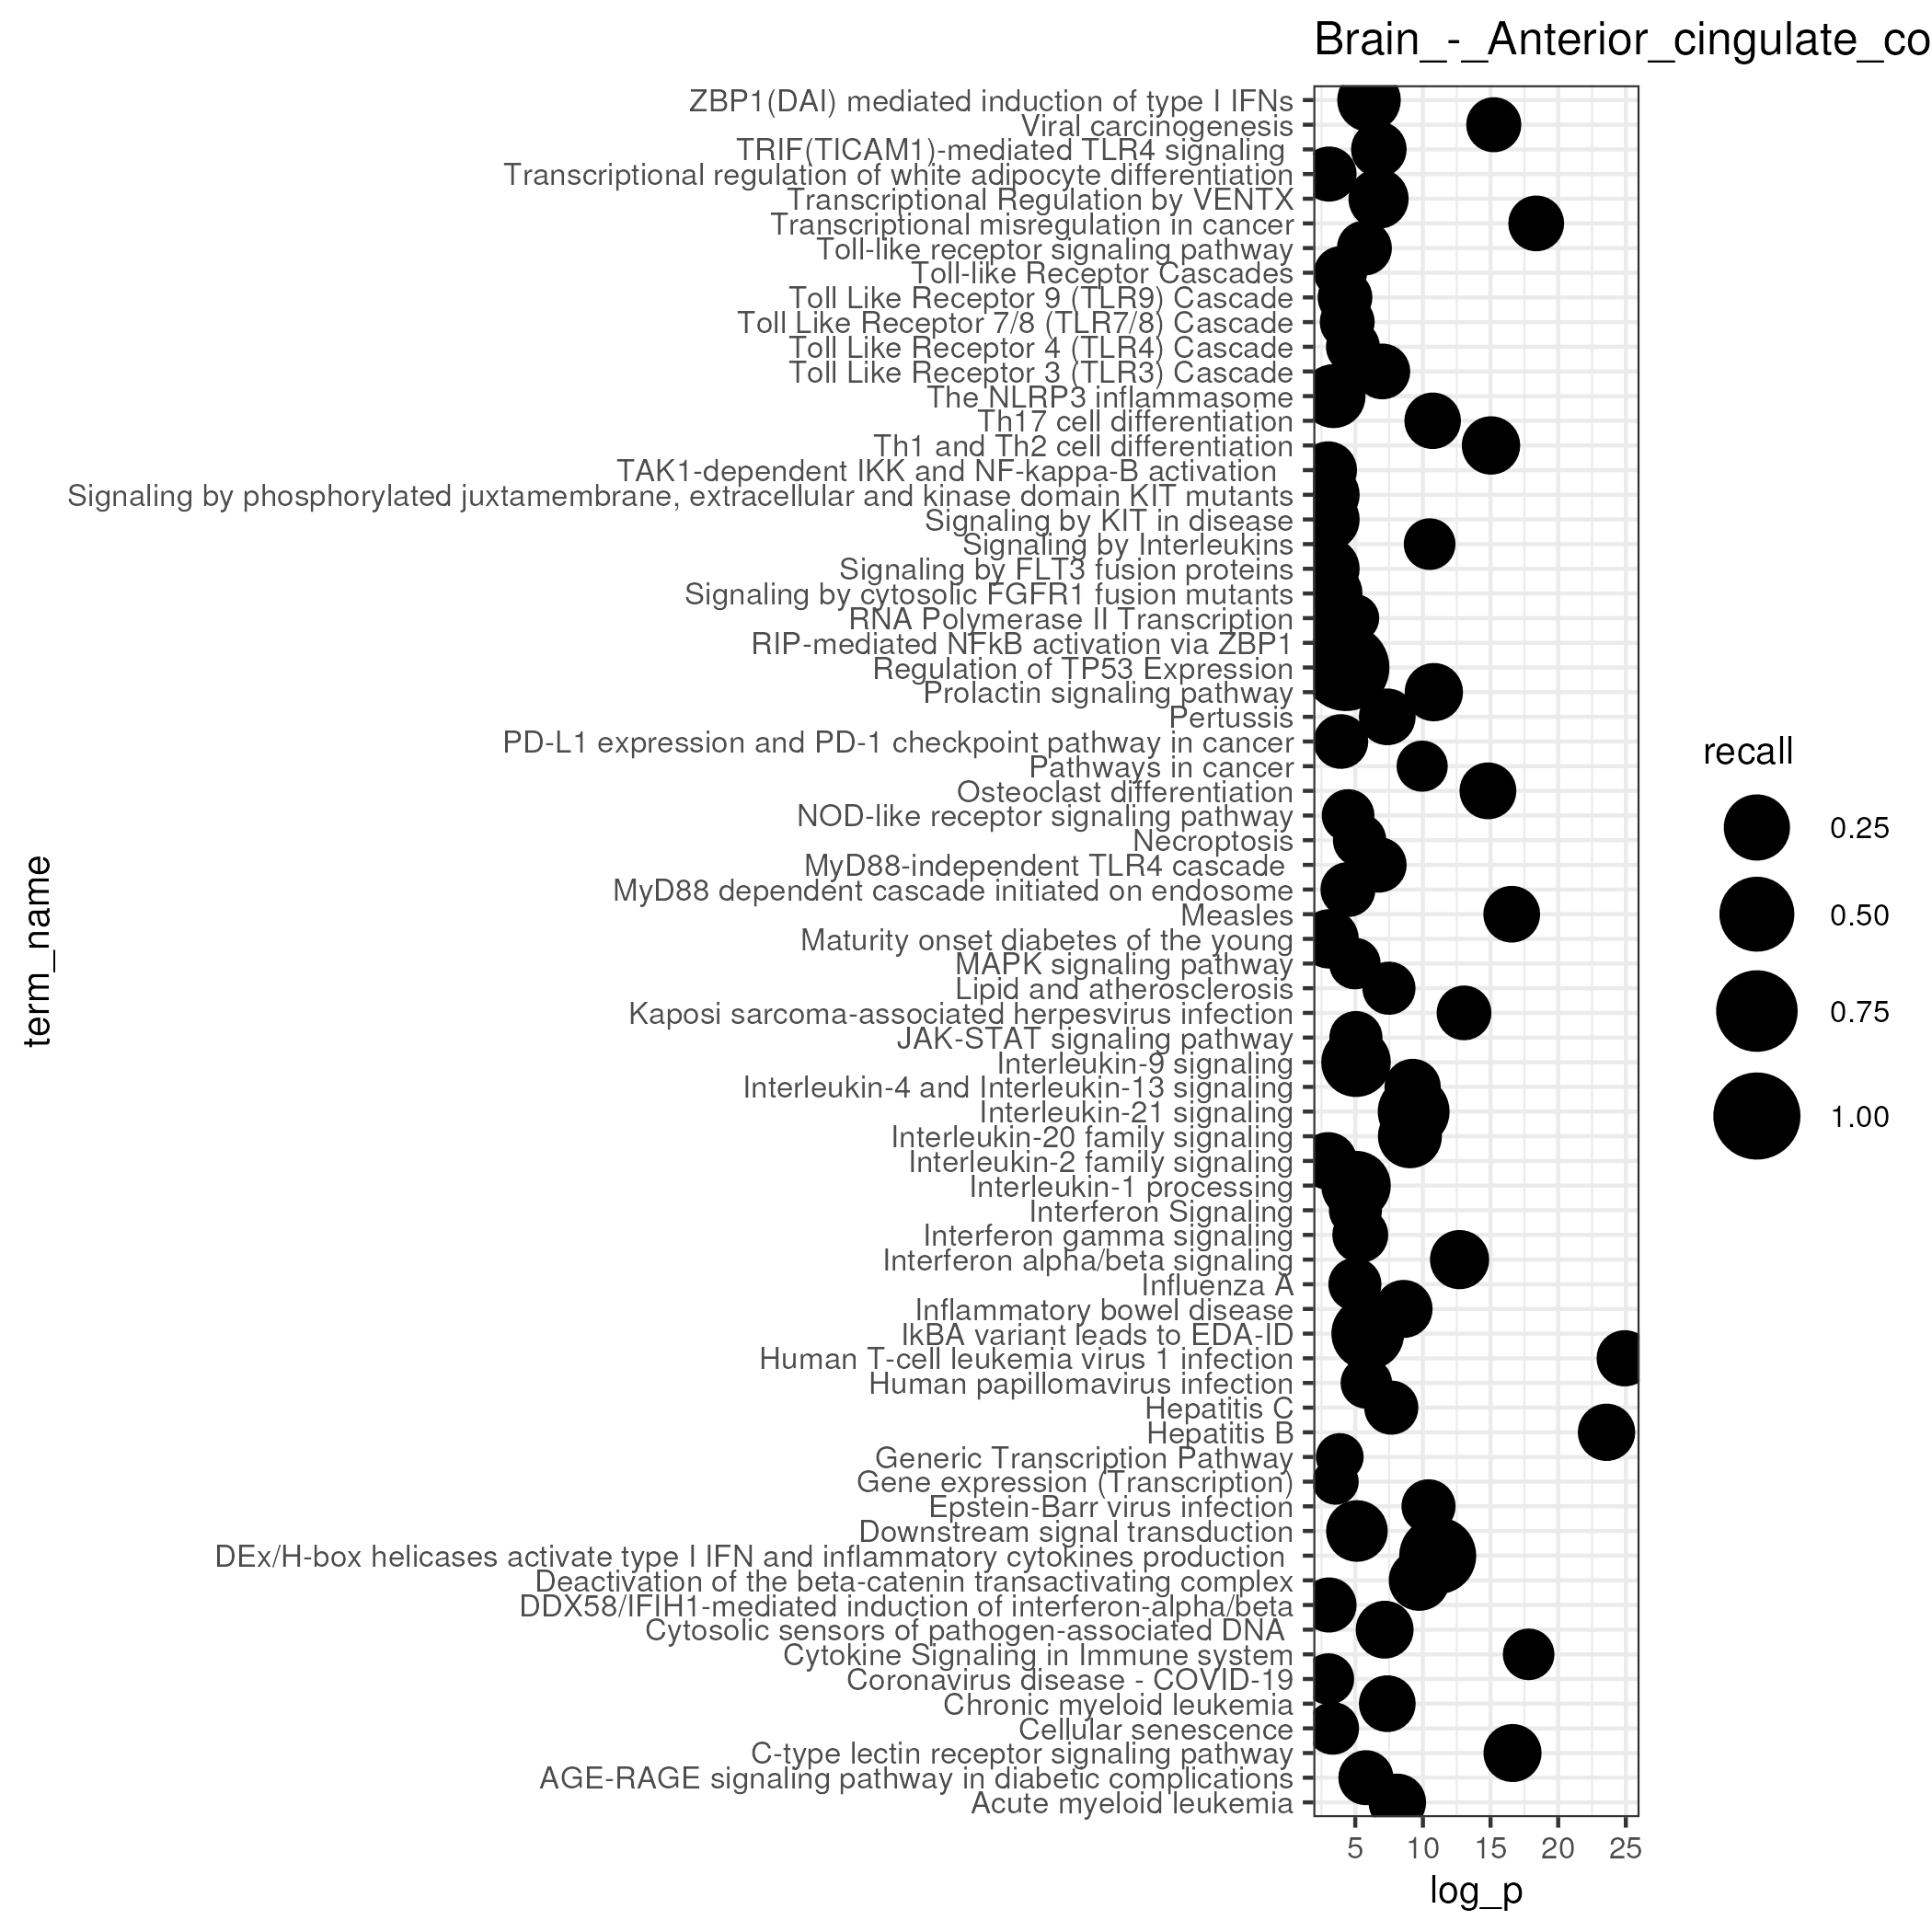 Brain_-_Anterior_cingulate_co
ZBP1(DAI) mediated induction of type I IFNs
Viral carcinogenesis
TRIF(TICAM1)-mediated TLR4 signaling
Transcriptional regulation of white adipocyte differentiation
Transcriptional Regulation by VENTX
Transcriptional misregulation in cancer
Toll-like receptor signaling pathway
Toll-like Receptor Cascades
Toll Like Receptor 9 (TLR9) Cascade
Toll Like Receptor 7/8 (TLR7/8) Cascade
Toll Like Receptor 4 (TLR4) Cascade
Toll Like Receptor 3 (TLR3) Cascade
The NLRP3 inflammasome
Th17 cell differentiation
Th1 and Th2 cell differentiation
TAK1-dependent IKK and NF-kappa-B activation
Signaling by phosphorylated juxtamembrane, extracellular and kinase domain KIT mutants
Signaling by KIT in disease
Signaling by Interleukins
Signaling by FLT3 fusion proteins
Signaling by cytosolic FGFR1 fusion mutants
RNA Polymerase II Transcription
RIP-mediated NFkB activation via ZBP1
Regulation of TP53 Expression
Prolactin signaling pathway
Pertussis
PD-L1 expression and PD-1 checkpoint pathway in cancer
Pathways in cancer
Osteoclast differentiation
NOD-like receptor signaling pathway
Necroptosis
MyD88-independent TLR4 cascade
MyD88 dependent cascade initiated on endosome
Measles
Maturity onset diabetes of the young
MAPK signaling pathway
Lipid and atherosclerosis
Kaposi sarcoma-associated herpesvirus infection
JAK-STAT signaling pathway
Interleukin-9 signaling
Interleukin-4 and Interleukin-13 signaling
Interleukin-21 signaling
Interleukin-20 family signaling
Interleukin-2 family signaling
Interleukin-1 processing
Interferon Signaling
Interferon gamma signaling
Interferon alpha/beta signaling
Influenza A
Inflammatory bowel disease
IkBA variant leads to EDA-ID
Human T-cell leukemia virus 1 infection
Human papillomavirus infection
Hepatitis C
Hepatitis B
Generic Transcription Pathway
Gene expression (Transcription)
Epstein-Barr virus infection
Downstream signal transduction
DEx/H-box helicases activate type I IFN and inflammatory cytokines production
Deactivation of the beta-catenin transactivating complex
DDX58/IFIH1-mediated induction of interferon-alpha/beta
Cytosolic sensors of pathogen-associated DNA
Cytokine Signaling in Immune system
Coronavirus disease - COVID-19
Chronic myeloid leukemia
Cellular senescence
C-type lectin receptor signaling pathway
AGE-RAGE signaling pathway in diabetic complications
Acute myeloid leukemia
term_name
5 10 15 20 25
log_p
recall
0.25
0.50
0.75
1.00